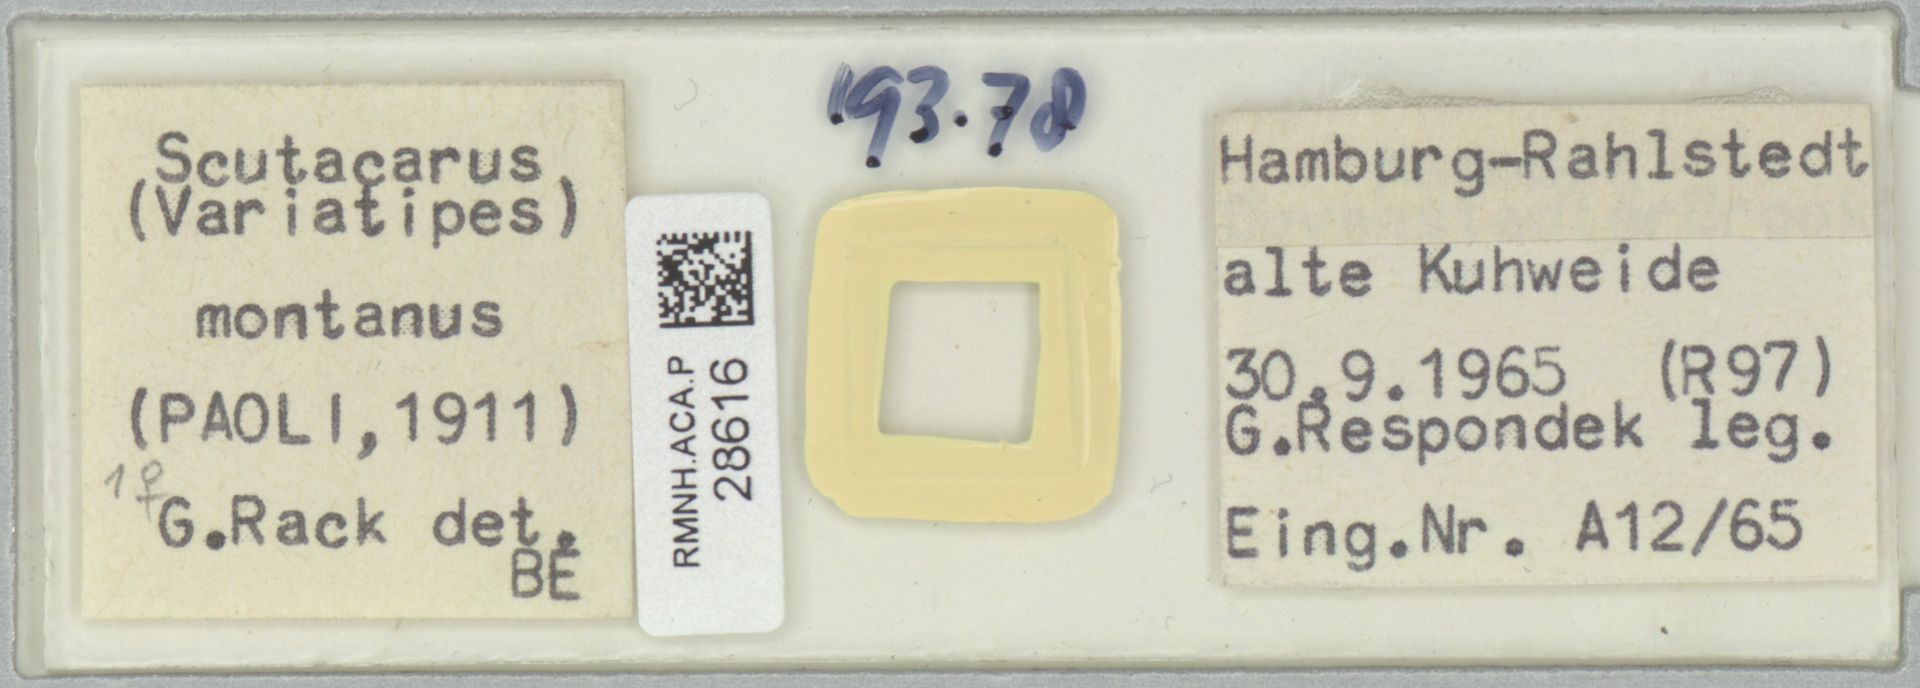 Scutacarus
(Variatipes)
montanus
(PAOLI,1911)
1♀
G.Rack det.
BE
RMNH.ACA.P
28616
193.78
Hamburg-Rahlstedt
alte Kuhweide
30.9.1965 (R97)
G.Respondek leg.
Eing.Nr. A12/65